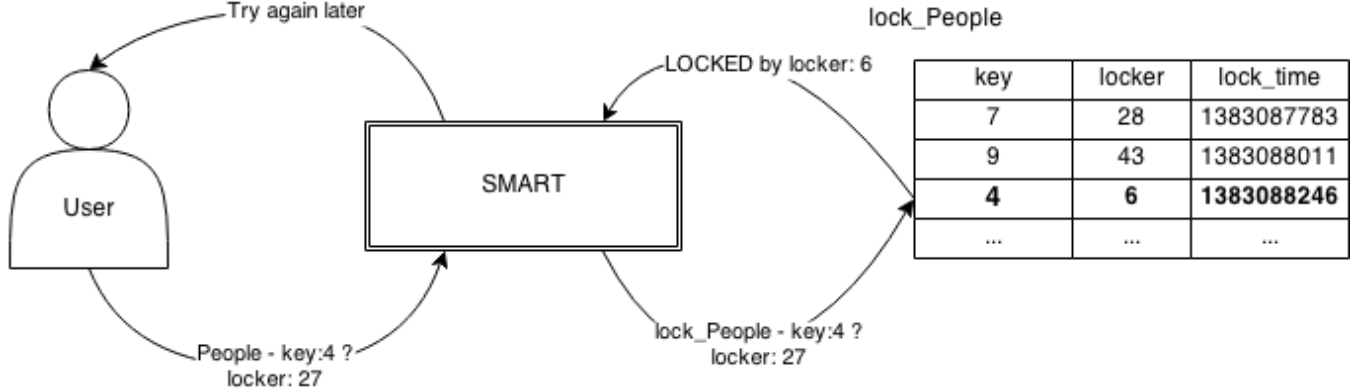 Try again later
lock_People
LOCKED by locker: 6
key locker lock_time
7 28 1383087783
9 43 1383088011
4 6 1383088246
... ... ...
SMART
User
People - key:4 ?
locker: 27
lock_People - key:4 ?
locker: 27